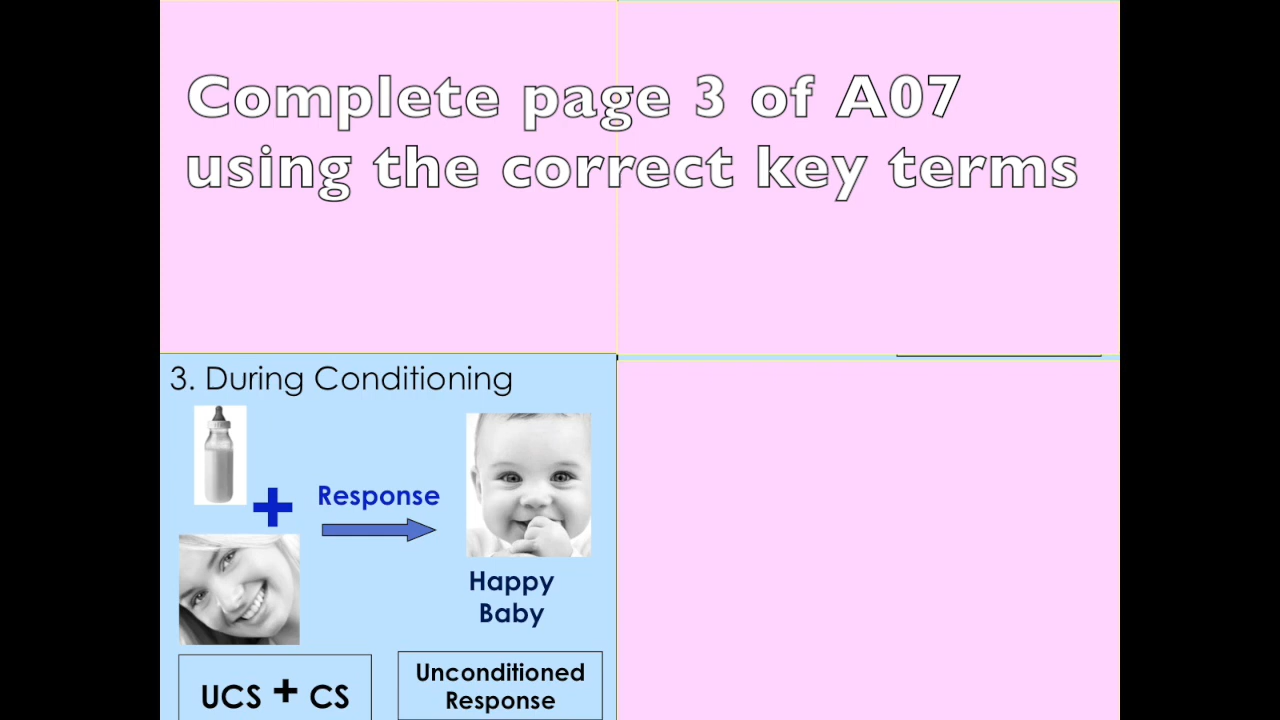 Complete page 3 of A07
using the correct key terms
3. During Conditioning
+
Response
Happy
Baby
UCS + CS
Unconditioned
Response